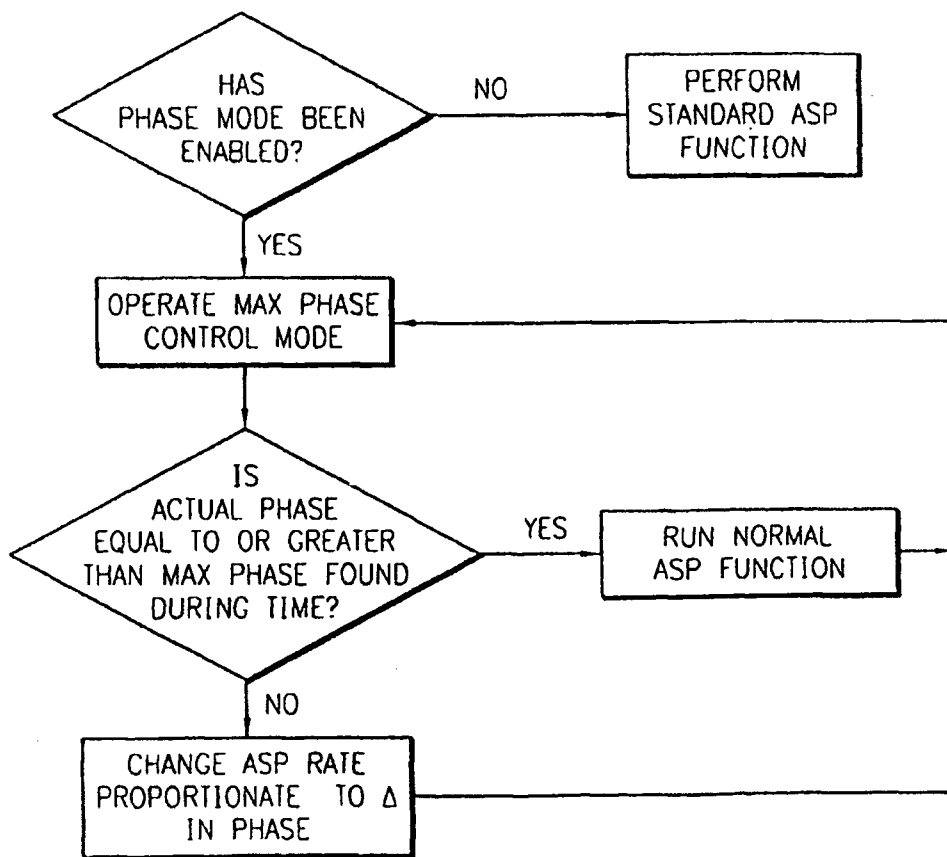 HAS
PHASE MODE BEEN
ENABLED?
NO
PERFORM
STANDARD ASP
FUNCTION
YES
OPERATE MAX PHASE
CONTROL MODE
IS
ACTUAL PHASE
EQUAL TO OR GREATER
THAN MAX PHASE FOUND
DURING TIME?
YES
RUN NORMAL
ASP FUNCTION
NO
CHANGE ASP RATE
PROPORTIONATE TO Δ
IN PHASE